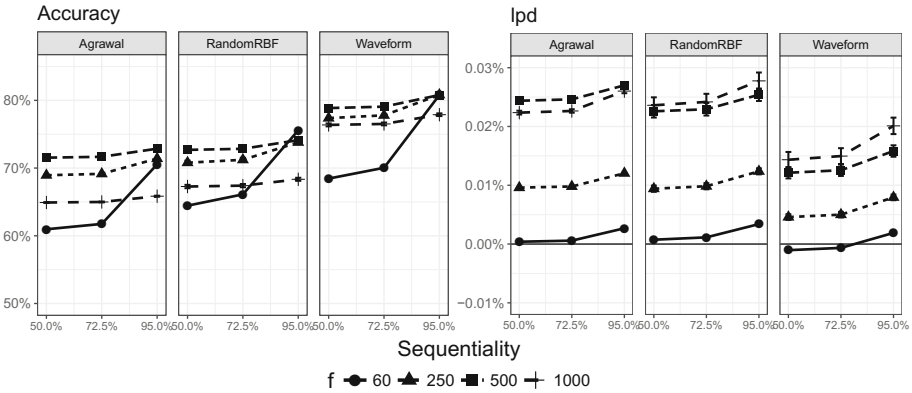 Accuracy
lpd
Agrawal RandomRBF Waveform
Agrawal RandomRBF Waveform
80%
70%
60%
50%
0.03%
0.02%
0.01%
0.00%
−0.01%
50.0% 72.5% 95.0% 50.0% 72.5% 95.0% 50.0% 72.5% 95.0%
50.0% 72.5% 95.0% 50.0% 72.5% 95.0% 50.0% 72.5% 95.0%
Sequentiality
f 60 250 500 1000